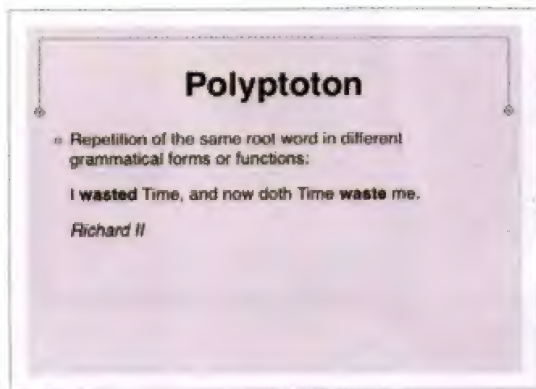 Polyptoton
Repetition of the same root word in different
grammatical forms or functions:
I wasted Time, and now doth Time waste me.
Richard II